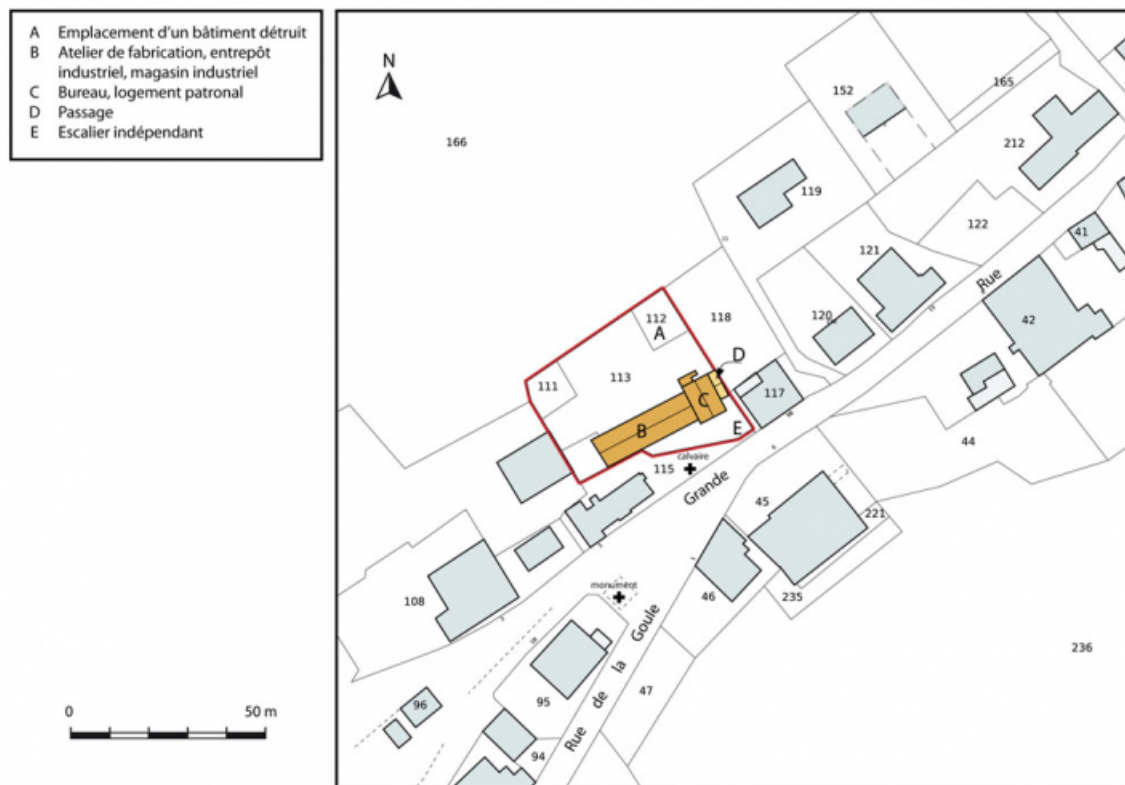 A Emplacement d'un bâtiment détruit
B Atelier de fabrication, entrepôt
industriel, magasin industriel
C Bureau, logement patronal
D Passage
E Escalier indépendant
0 50 m
N
166
152
165
212
119
122
41
121
112
A
118
120
42
111
113
D
117
C
B
E
calvaire
115
Grande
Rue
44
45
221
monument
108
46
235
236
95
47
96
94
Rue de la Goule